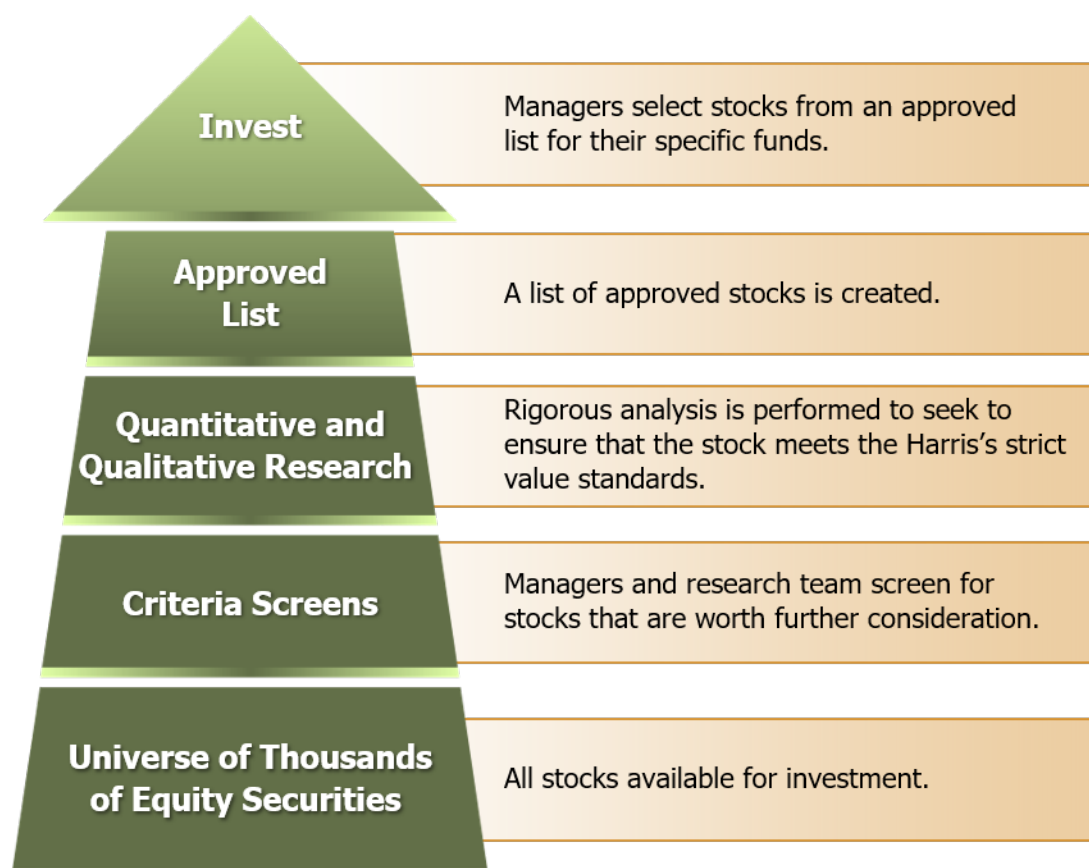 Invest
Managers select stocks from an approved
list for their specific funds.
Approved
List
A list of approved stocks is created.
Quantitative and
Qualitative Research
Rigorous analysis is performed to seek to
ensure that the stock meets the Harris’s strict
value standards.
Criteria Screens
Managers and research team screen for
stocks that are worth further consideration.
Universe of Thousands
of Equity Securities
All stocks available for investment.